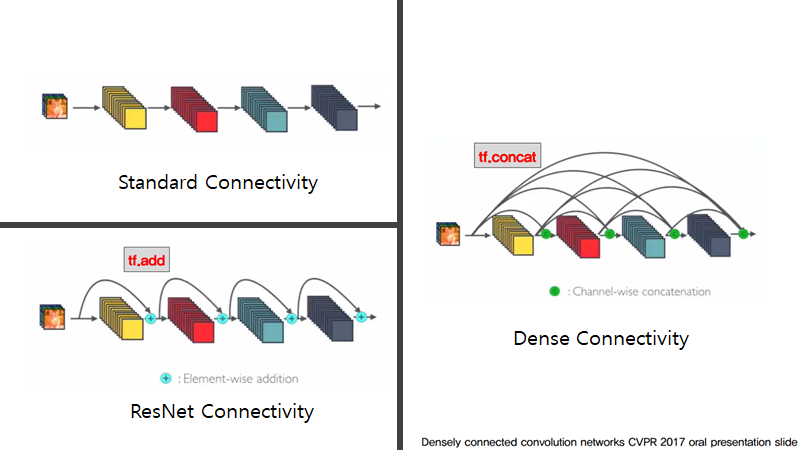 Standard Connectivity
tf.add
+ : Element-wise addition
ResNet Connectivity
tf.concat
c : Channel-wise concatenation
Dense Connectivity
Densely connected convolution networks CVPR 2017 oral presentation slide